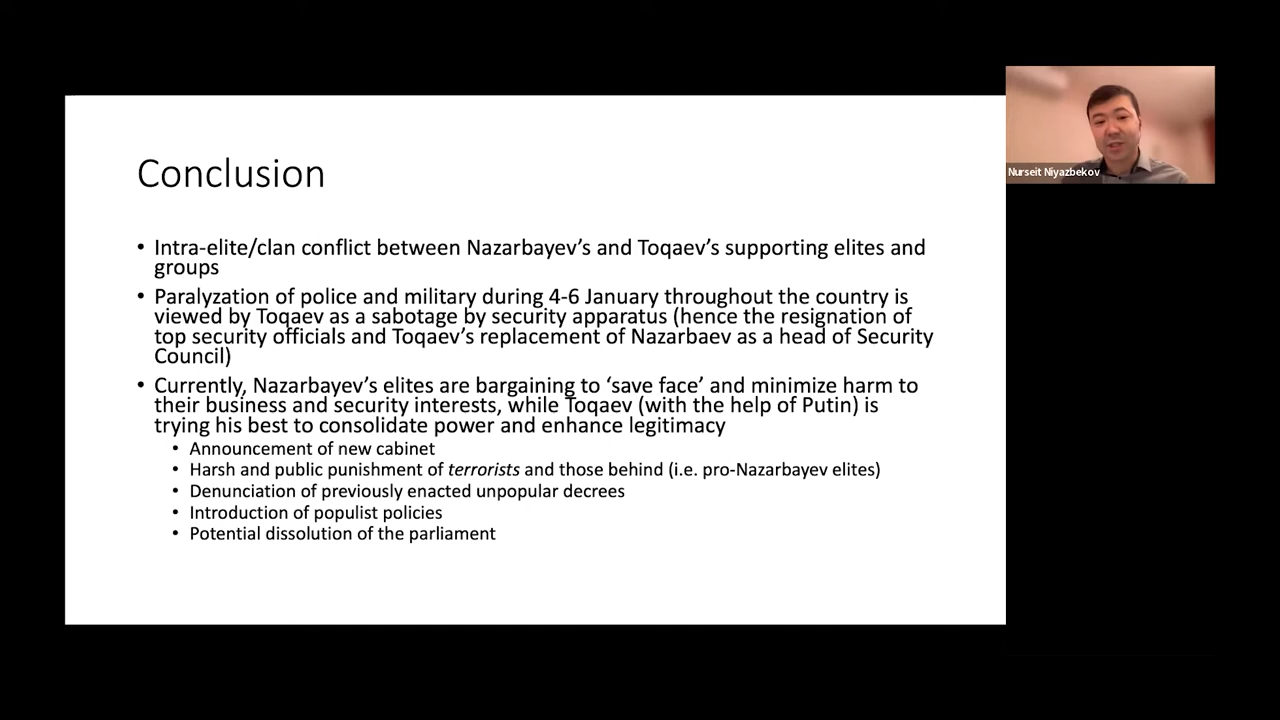 Conclusion
• Intra-elite/clan conflict between Nazarbayev's and Toqaev's supporting elites and
groups
• Paralyzation of police and military during 4-6 January throughout the country is
viewed by Toqaev as a sabotage by security apparatus (hence the resignation of
top security officials and Toqaev's replacement of Nazarbaev as a head of Security
Council)
• Currently, Nazarbayev's elites are bargaining to 'save face' and minimize harm to
their business and security interests, while Toqaev (with the help of Putin) is
trying his best to consolidate power and enhance legitimacy
• Announcement of new cabinet
• Harsh and public punishment of terrorists and those behind (i.e. pro-Nazarbayev elites)
• Denunciation of previously enacted unpopular decrees
• Introduction of populist policies
• Potential dissolution of the parliament
Nurseit Niyazbekov